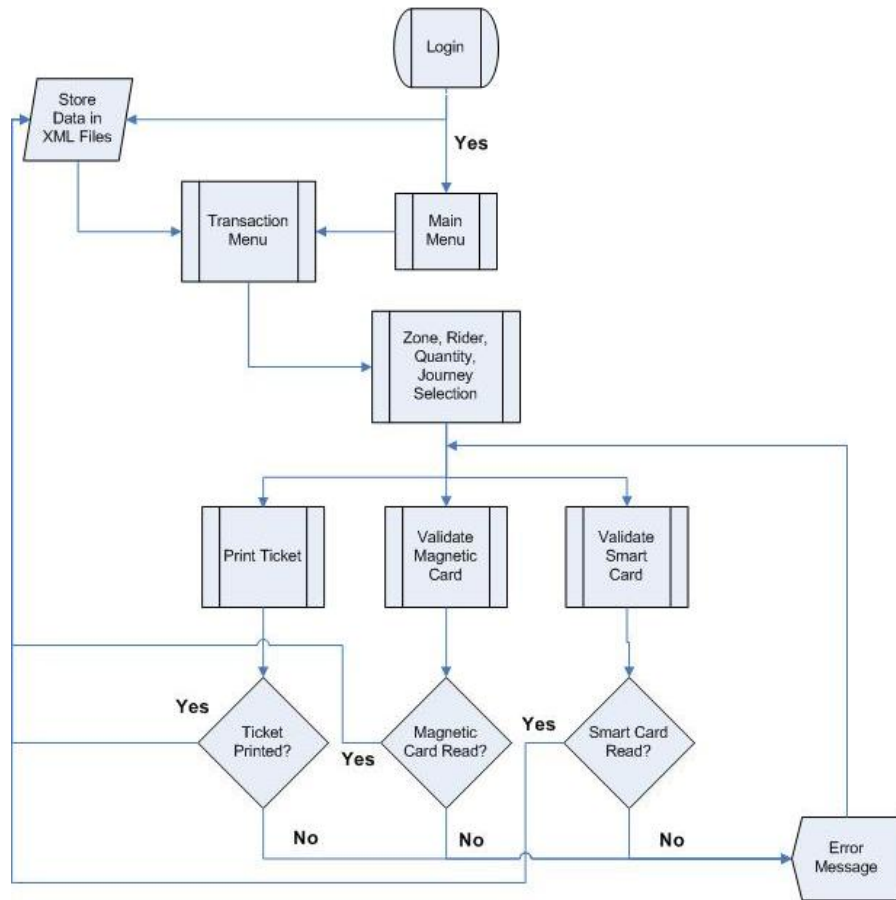 Login
Store
Data in
XML Files
Yes
Transaction
Menu
Main
Menu
Zone, Rider,
Quantity,
Journey
Selection
Print Ticket
Validate
Magnetic
Card
Validate
Smart
Card
Yes
Ticket
Printed?
Yes
Magnetic
Card Read?
Yes
Smart Card
Read?
No
No
No
Error
Message